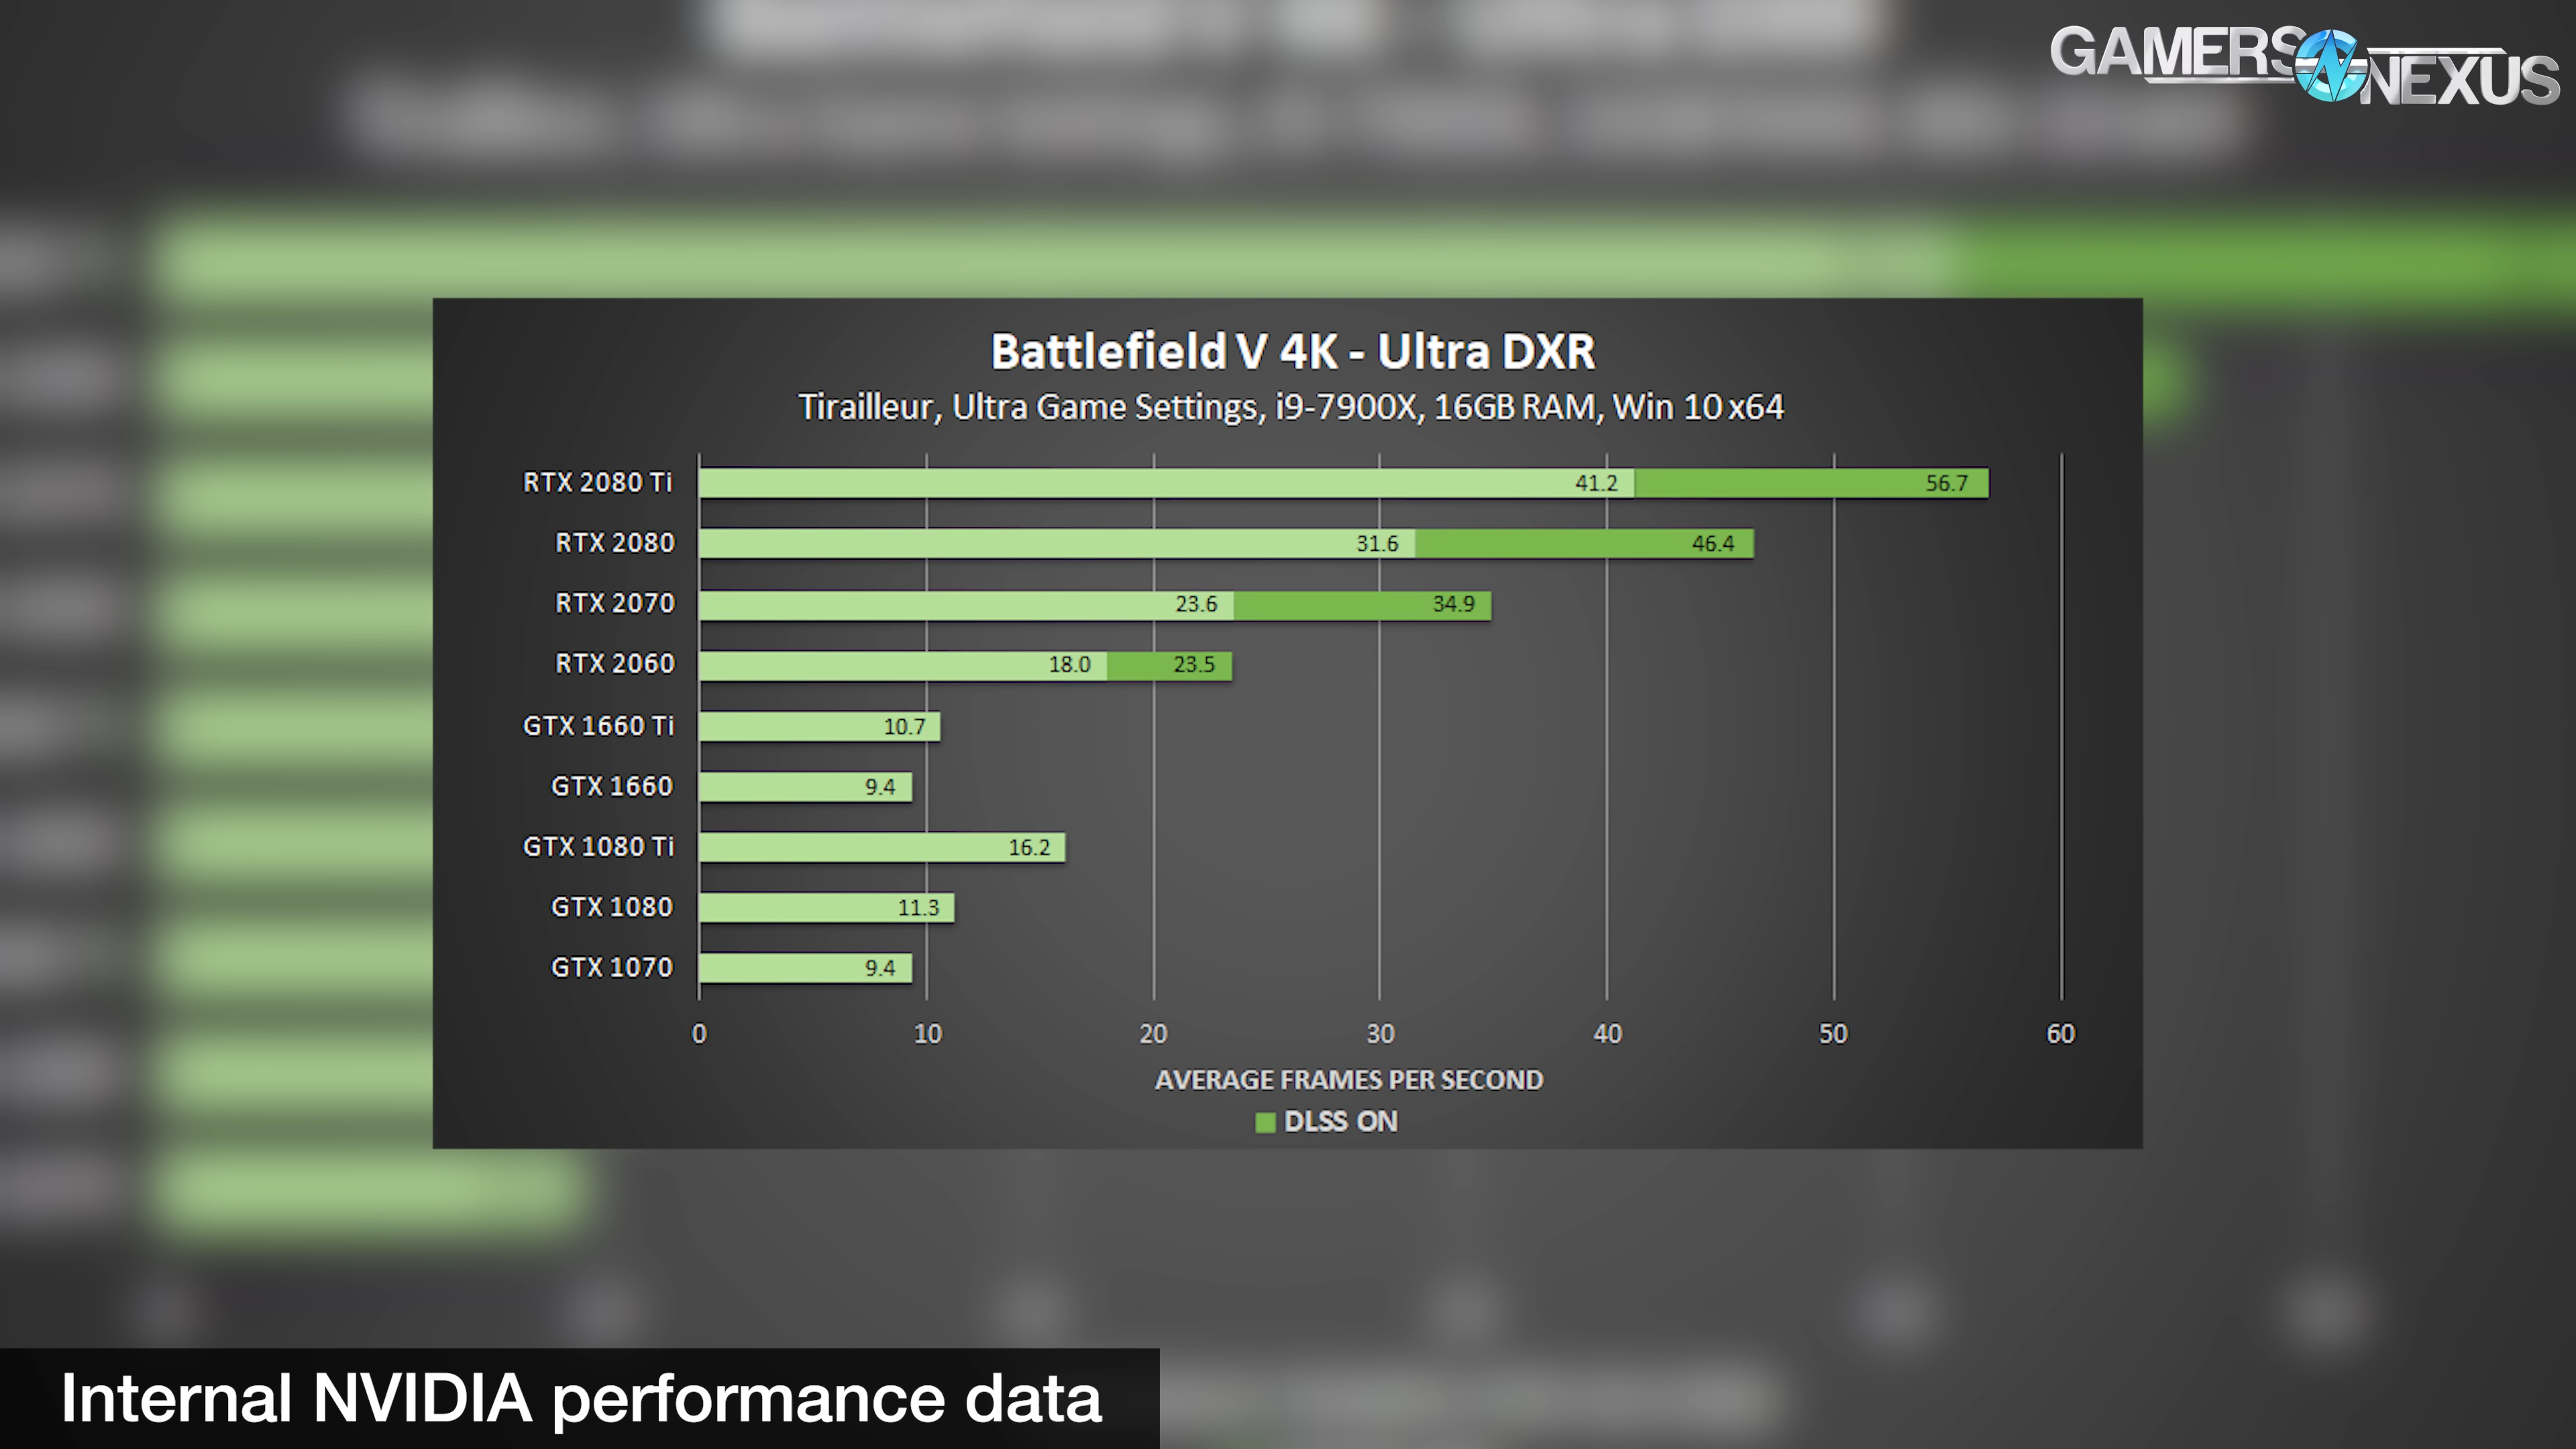 GAMERS NEXUS
Battlefield V 4K - Ultra DXR
Tirailleur, Ultra Game Settings, i9-7900X, 16GB RAM, Win 10 x64
RTX 2080 Ti 41.2 56.7
RTX 2080 31.6 46.4
RTX 2070 23.6 34.9
RTX 2060 18.0 23.5
GTX 1660 Ti 10.7
GTX 1660 9.4
GTX 1080 Ti 16.2
GTX 1080 11.3
GTX 1070 9.4
0 10 20 30 40 50 60
AVERAGE FRAMES PER SECOND
DLSS ON
Internal NVIDIA performance data